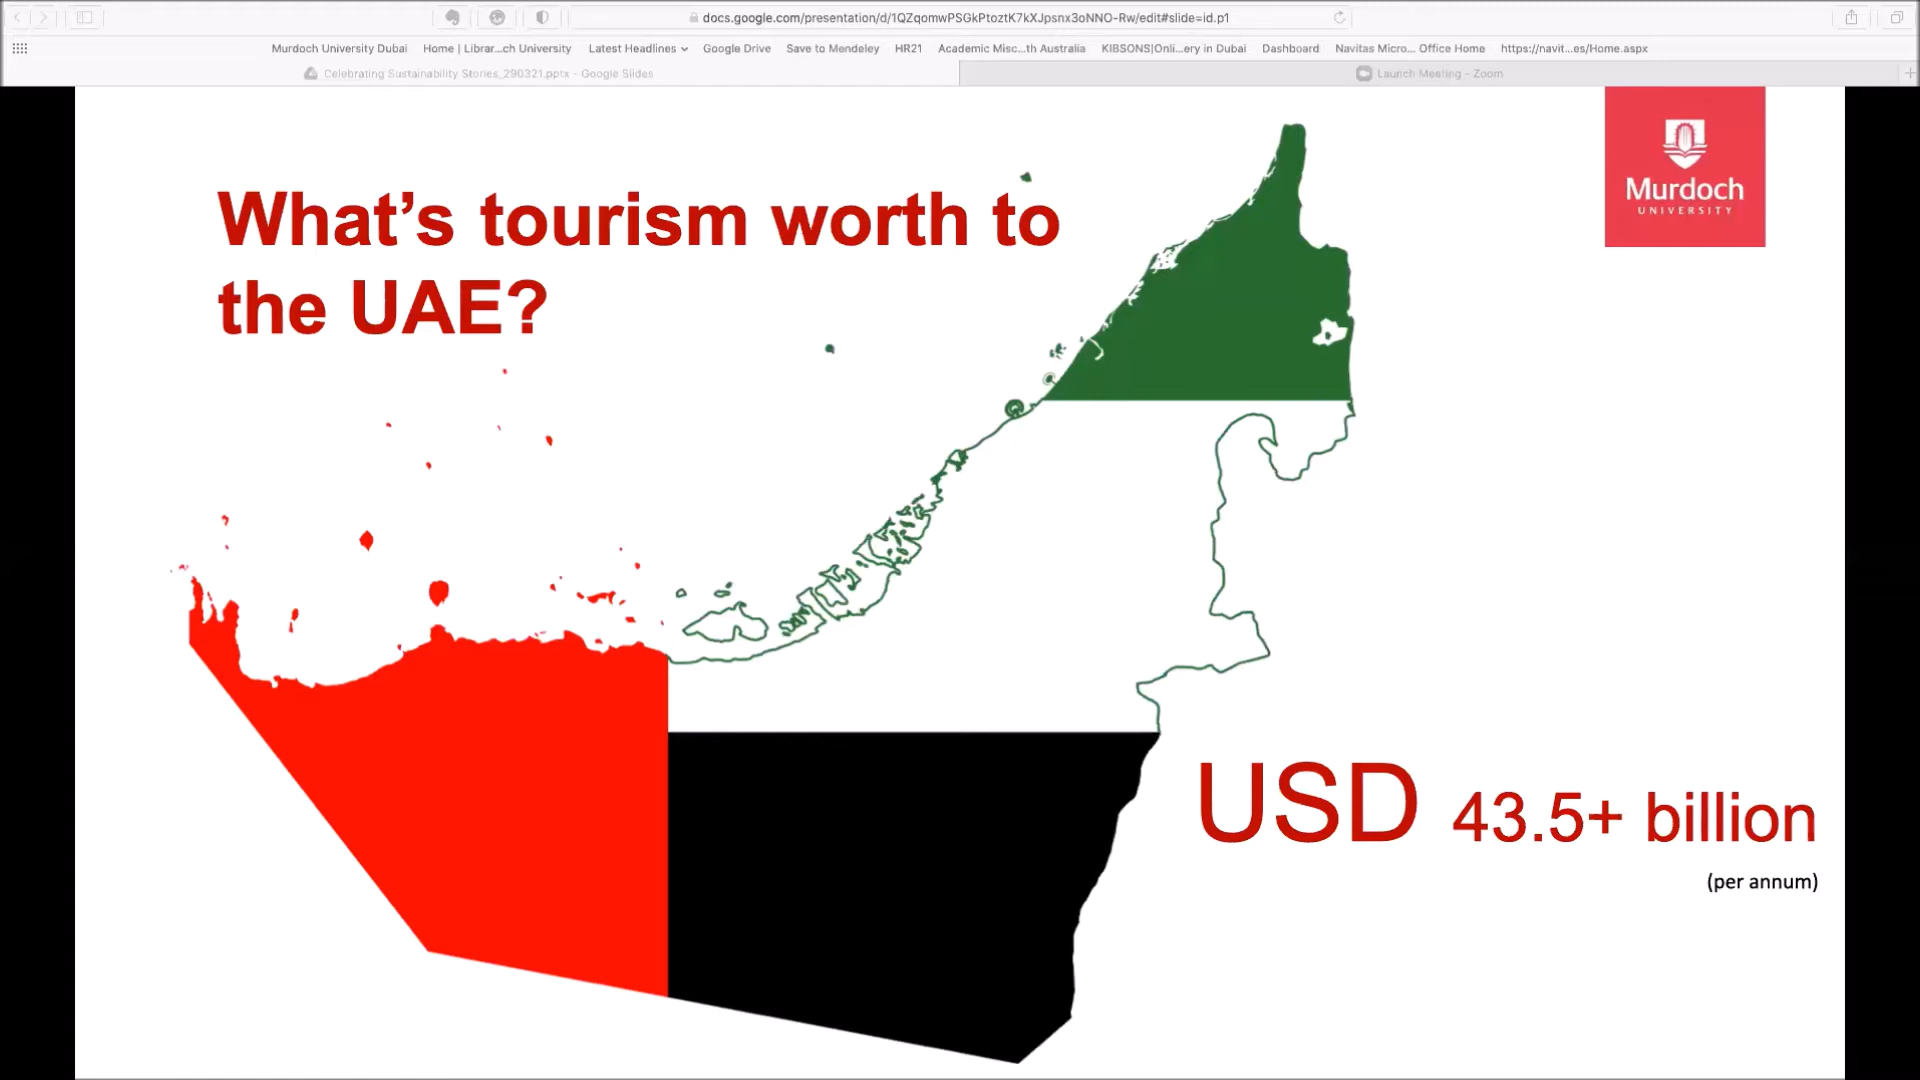 docs.google.com/presentation/d/1QZqomwPSGkPtoztK7kXJpsnx3oNNO-Rw/edit#slide=id.p1
Murdoch University Dubai Home | Librar...ch University Latest Headlines Google Drive Save to Mendeley HR21 Academic Misc...th Australia KIBSONS|Onli...ery in Dubai Dashboard Navitas Micro... Office Home https://navit...es/Home.aspx
Celebrating Sustainability Stories_290321.pptx - Google Slides Launch Meeting - Zoom
Murdoch
UNIVERSITY
What’s tourism worth to
the UAE?
USD 43.5+ billion
(per annum)